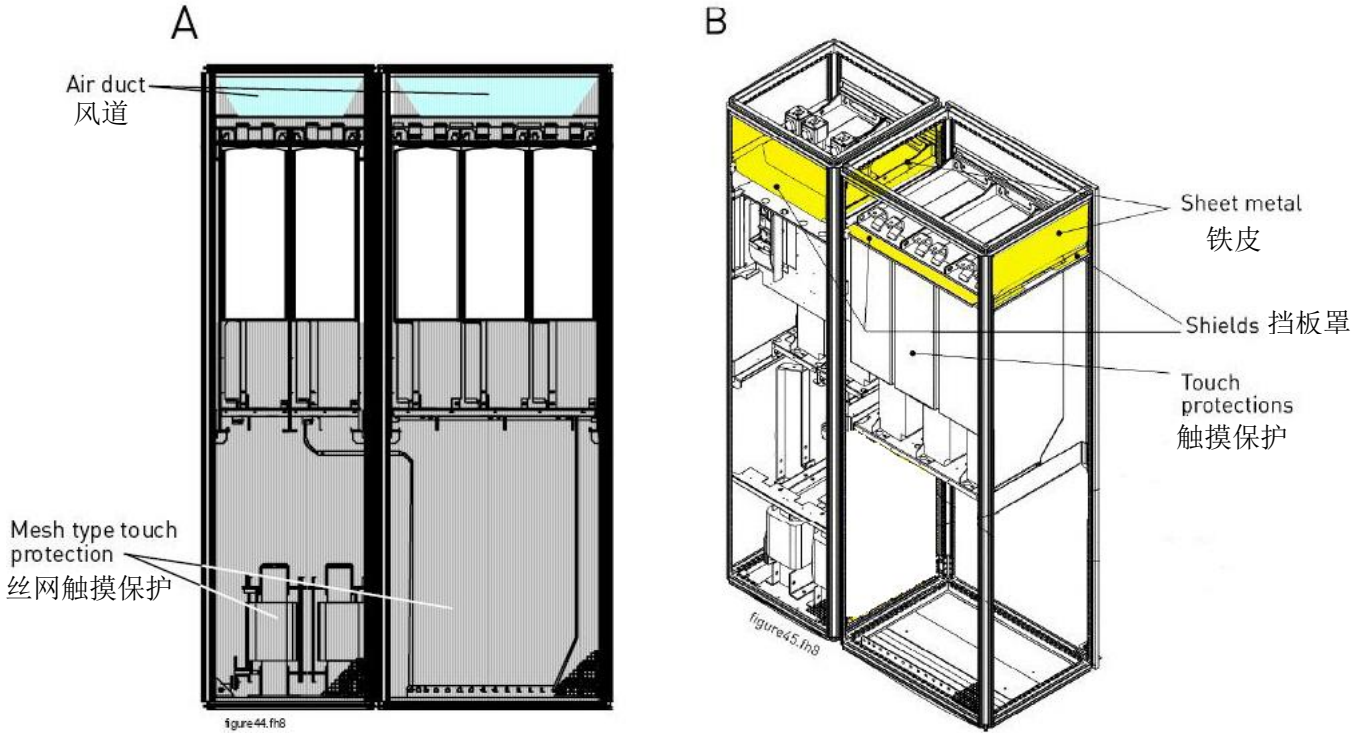 A
Air duct
风道
Mesh type touch
protection
丝网触摸保护
figure44.fh8
B
Sheet metal
铁皮
Shields 挡板罩
Touch
protections
触摸保护
figure45.fh8